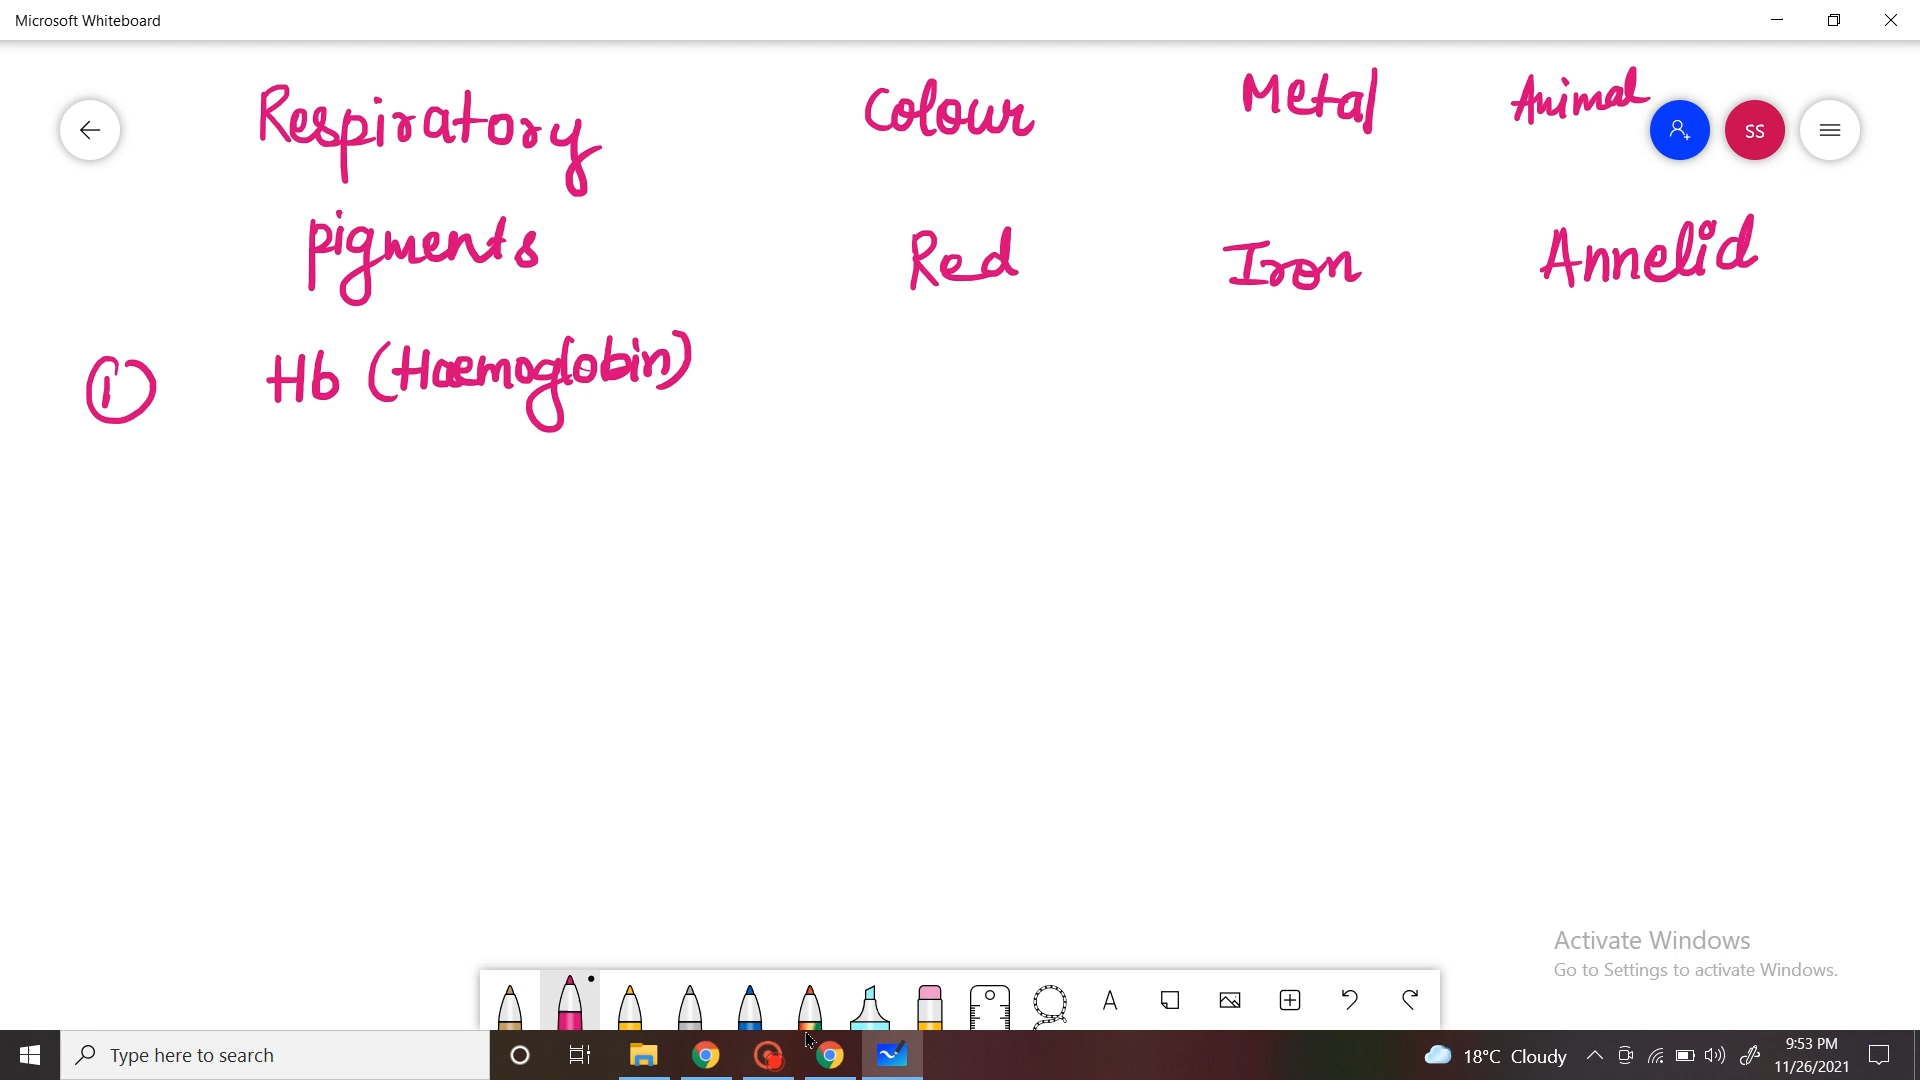 Microsoft Whiteboard
Respiratory Colour Metal Animal
SS
pigments Red Iron Annelid
1 Hb (Haemoglobin)
Activate Windows
Go to Settings to activate Windows.
A
Type here to search
18°C Cloudy
9:53 PM
11/26/2021